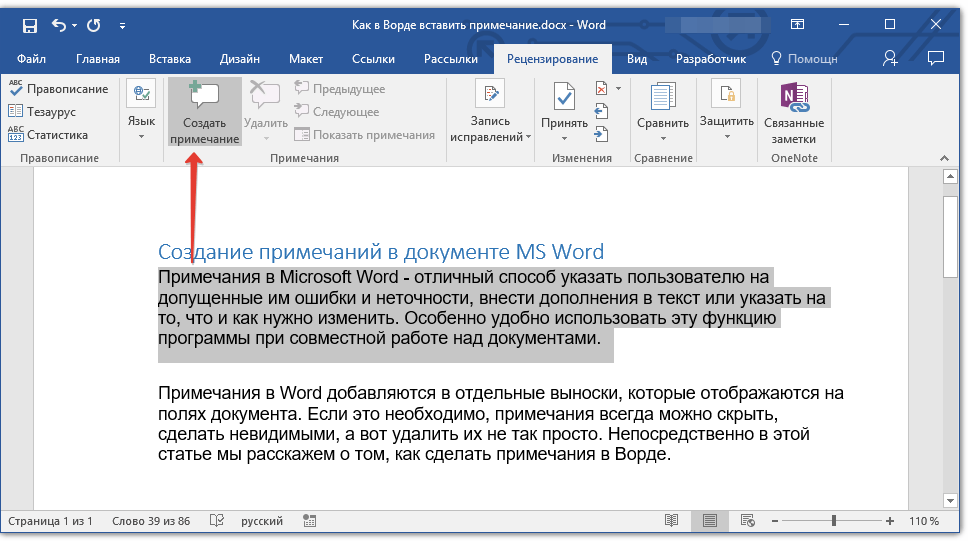 Как в Ворде вставить примечание.docx - Word
Файл Главная Вставка Дизайн Макет Ссылки Рассылки Рецензирование Вид Разработчик Помощн
ABC Правописание
Тезаурус
ABC 123 Статистика
Правописание
Язык
Создать примечание
Удалить
Предыдущее
Следующее
Показать примечания
Примечания
Запись исправлений
Принять
Изменения
Сравнить
Сравнение
Защитить
N
Связанные заметки
OneNote
Создание примечаний в документе MS Word
Примечания в Microsoft Word - отличный способ указать пользователю на
допущенные им ошибки и неточности, внести дополнения в текст или указать на
то, что и как нужно изменить. Особенно удобно использовать эту функцию
программы при совместной работе над документами.
Примечания в Word добавляются в отдельные выноски, которые отображаются на
полях документа. Если это необходимо, примечания всегда можно скрыть,
сделать невидимыми, а вот удалить их не так просто. Непосредственно в этой
статье мы расскажем о том, как сделать примечания в Ворде.
Страница 1 из 1 Слово 39 из 86 русский 110 %